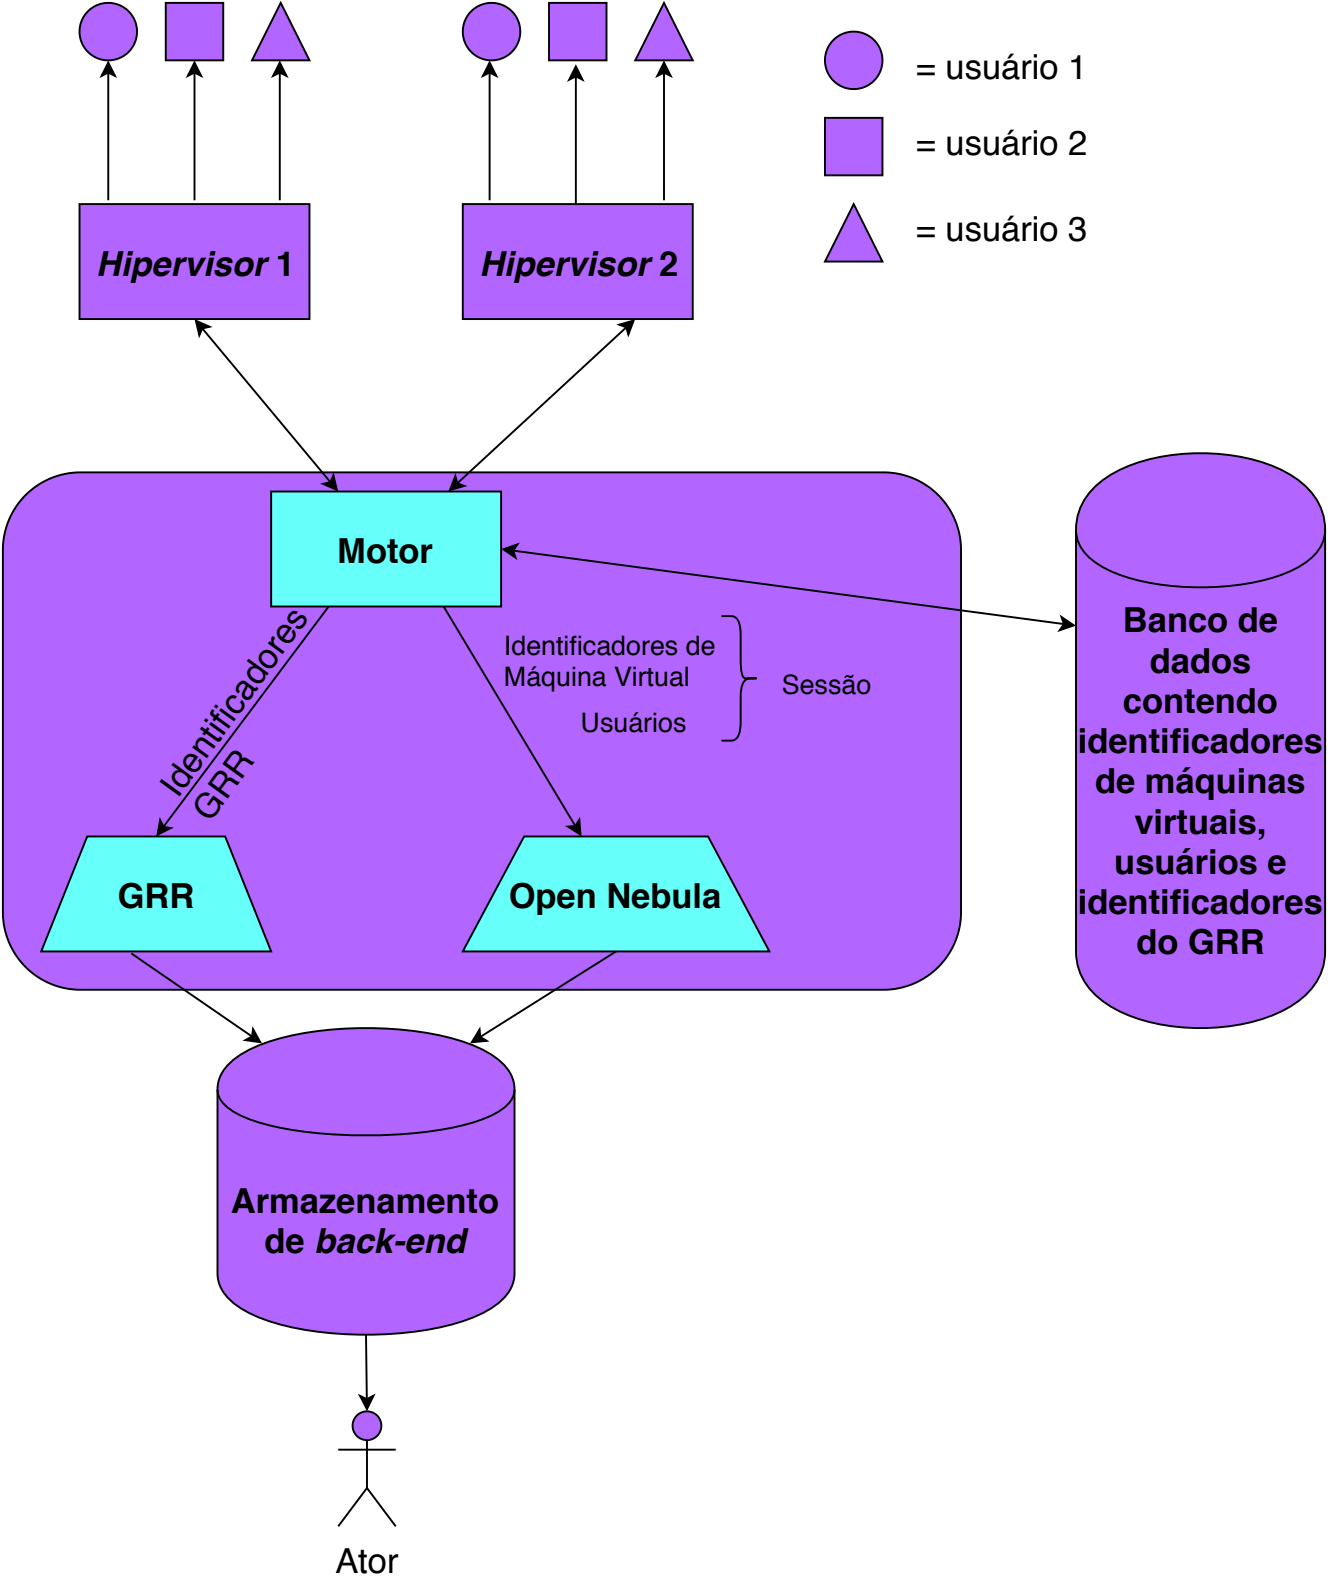 = usuário 1
= usuário 2
= usuário 3
Hipervisor 1
Hipervisor 2
Motor
Identificadores
GRR
Identificadores de
Máquina Virtual
Usuários
Sessão
GRR
Open Nebula
Banco de
dados
contendo
identificadores
de máquinas
virtuais,
usuários e
identificadores
do GRR
Armazenamento
de back-end
Ator